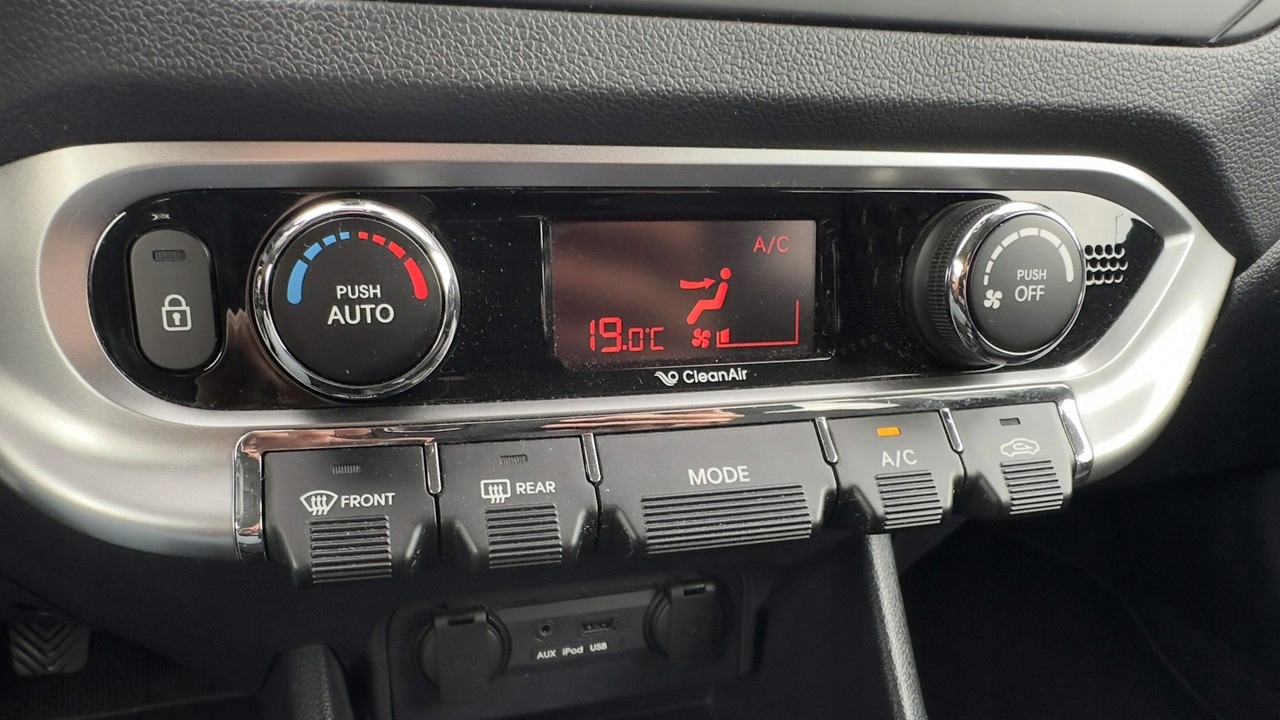 PUSH
AUTO
A/C
19.0°C
CleanAir
PUSH
OFF
FRONT
REAR
MODE
A/C
AUX iPod USB